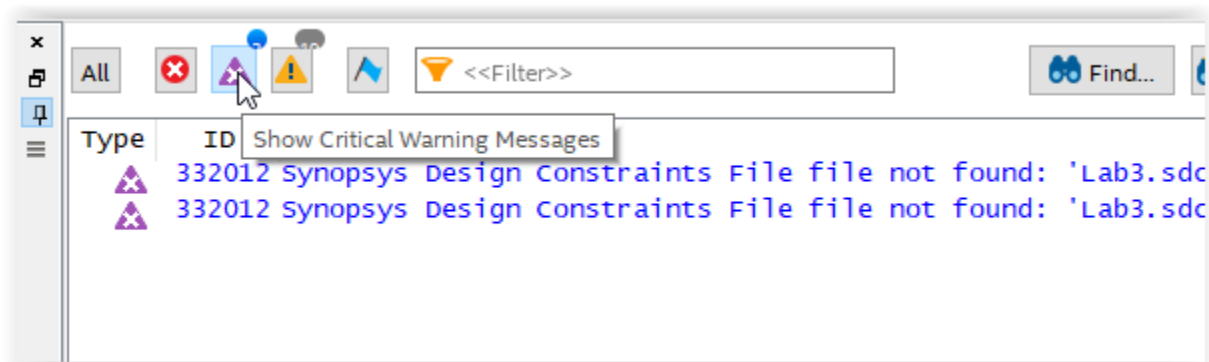 All <<Filter>> Find...
Type ID Show Critical Warning Messages
332012 Synopsys Design Constraints File file not found: 'Lab3.sdc
332012 Synopsys Design Constraints File file not found: 'Lab3.sdc